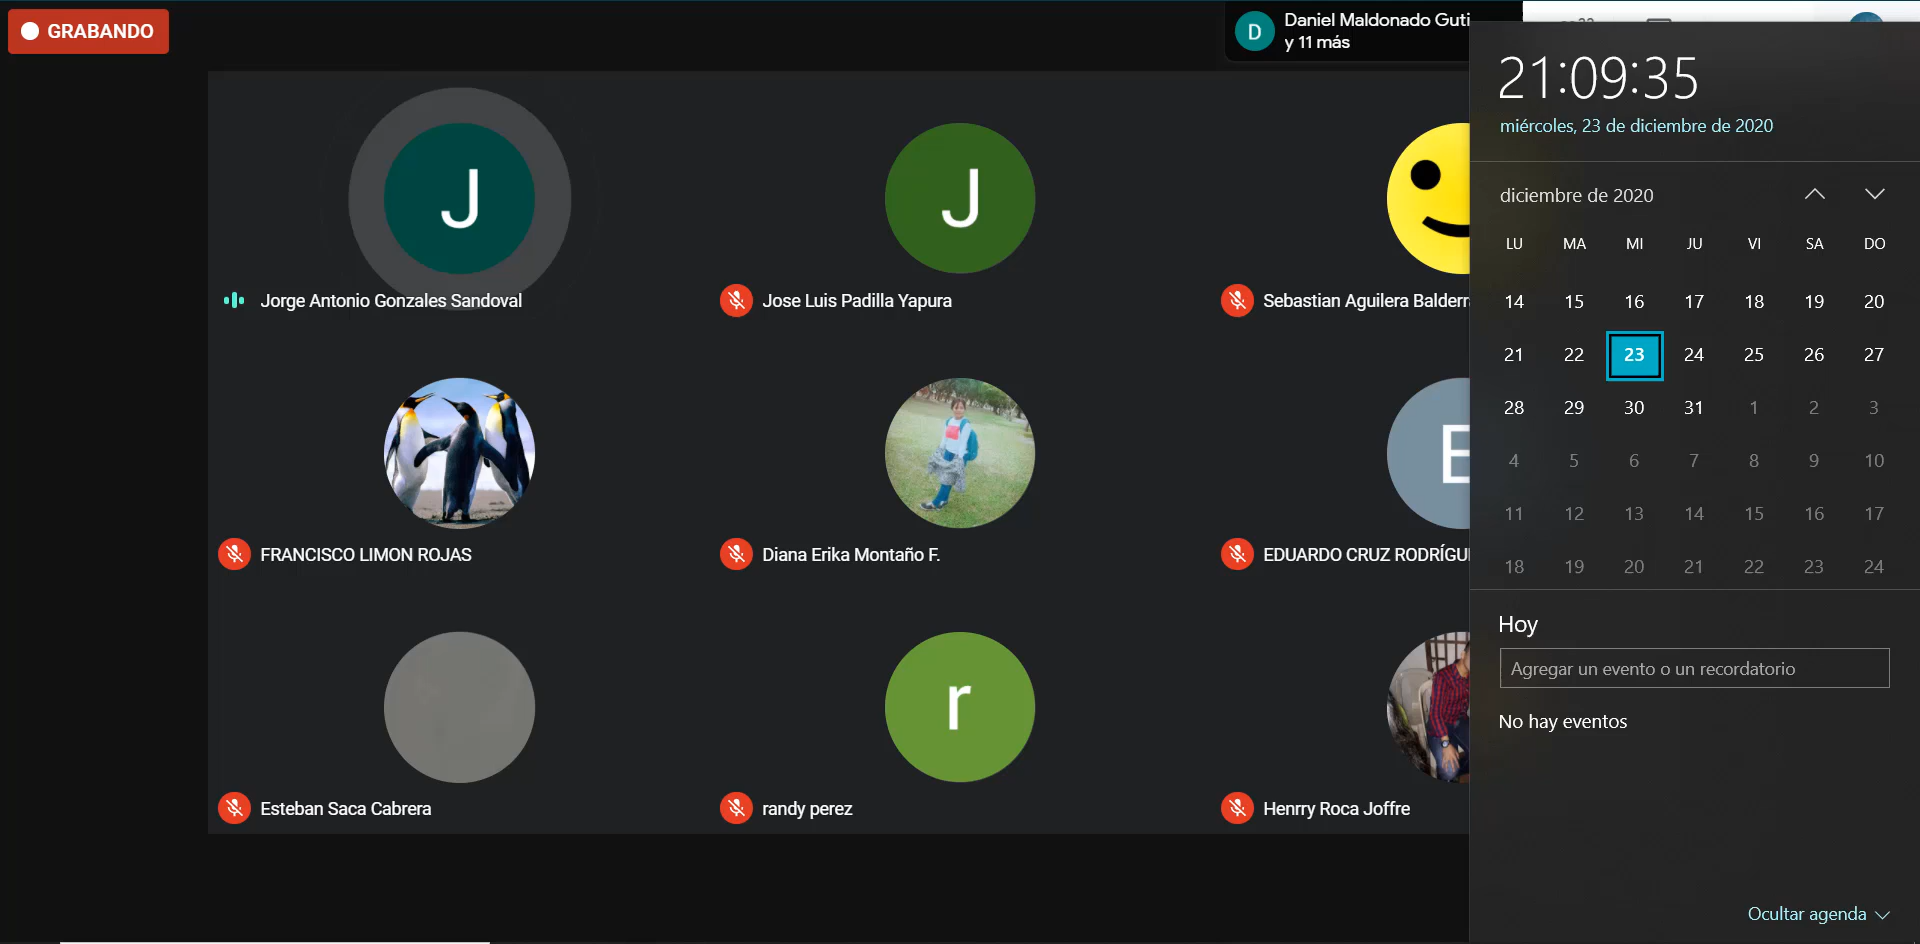 GRABANDO
Daniel Maldonado Guti
y 11 más
J
Jorge Antonio Gonzales Sandoval
J
Jose Luis Padilla Yapura
Sebastian Aguilera Balderr
FRANCISCO LIMON ROJAS
Diana Erika Montaño F.
E
EDUARDO CRUZ RODRÍGU
Esteban Saca Cabrera
r
randy perez
Henrry Roca Joffre
D
21:09:35
miércoles, 23 de diciembre de 2020
diciembre de 2020
LU MA MI JU VI SA DO
14 15 16 17 18 19 20
21 22 23 24 25 26 27
28 29 30 31 1 2 3
4 5 6 7 8 9 10
11 12 13 14 15 16 17
18 19 20 21 22 23 24
Hoy
Agregar un evento o un recordatorio
No hay eventos
Ocultar agenda